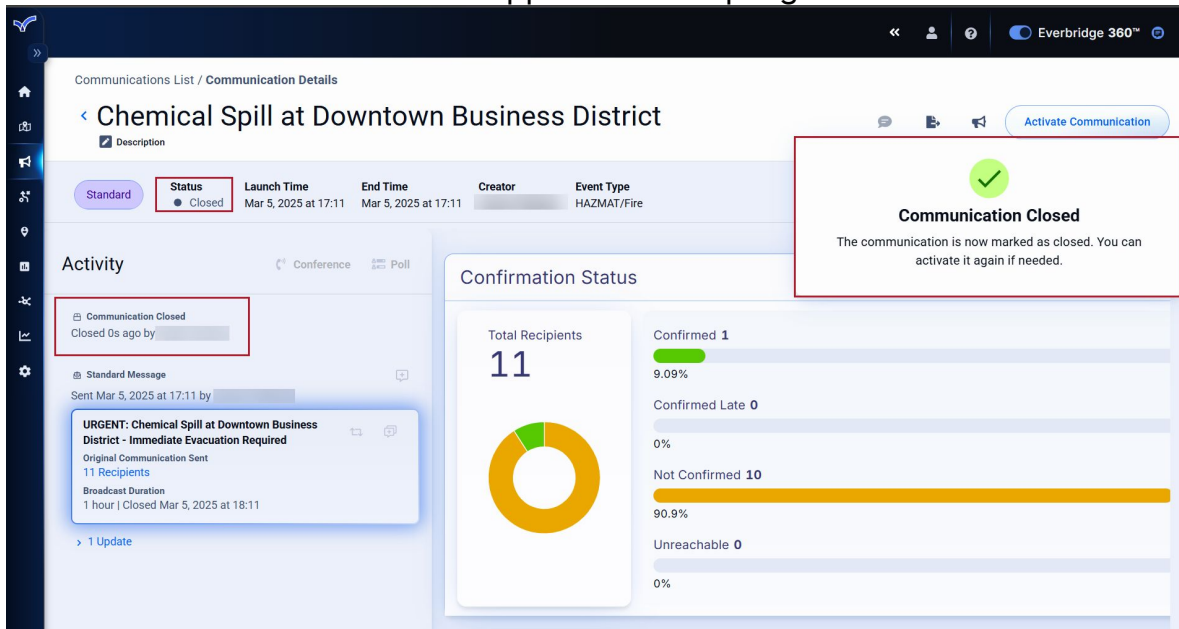 Everbridge 360™
Communications List / Communication Details
Chemical Spill at Downtown Business District
Description
Activate Communication
Standard
Status
Closed
Launch Time
Mar 5, 2025 at 17:11
End Time
Mar 5, 2025 at 17:11
Creator
Event Type
HAZMAT/Fire
Communication Closed
The communication is now marked as closed. You can
activate it again if needed.
Activity
Conference
Poll
Communication Closed
Closed 0s ago by
Standard Message
Sent Mar 5, 2025 at 17:11 by
URGENT: Chemical Spill at Downtown Business
District - Immediate Evacuation Required
Original Communication Sent
11 Recipients
Broadcast Duration
1 hour | Closed Mar 5, 2025 at 18:11
1 Update
Confirmation Status
Total Recipients
11
Confirmed 1
9.09%
Confirmed Late 0
0%
Not Confirmed 10
90.9%
Unreachable 0
0%